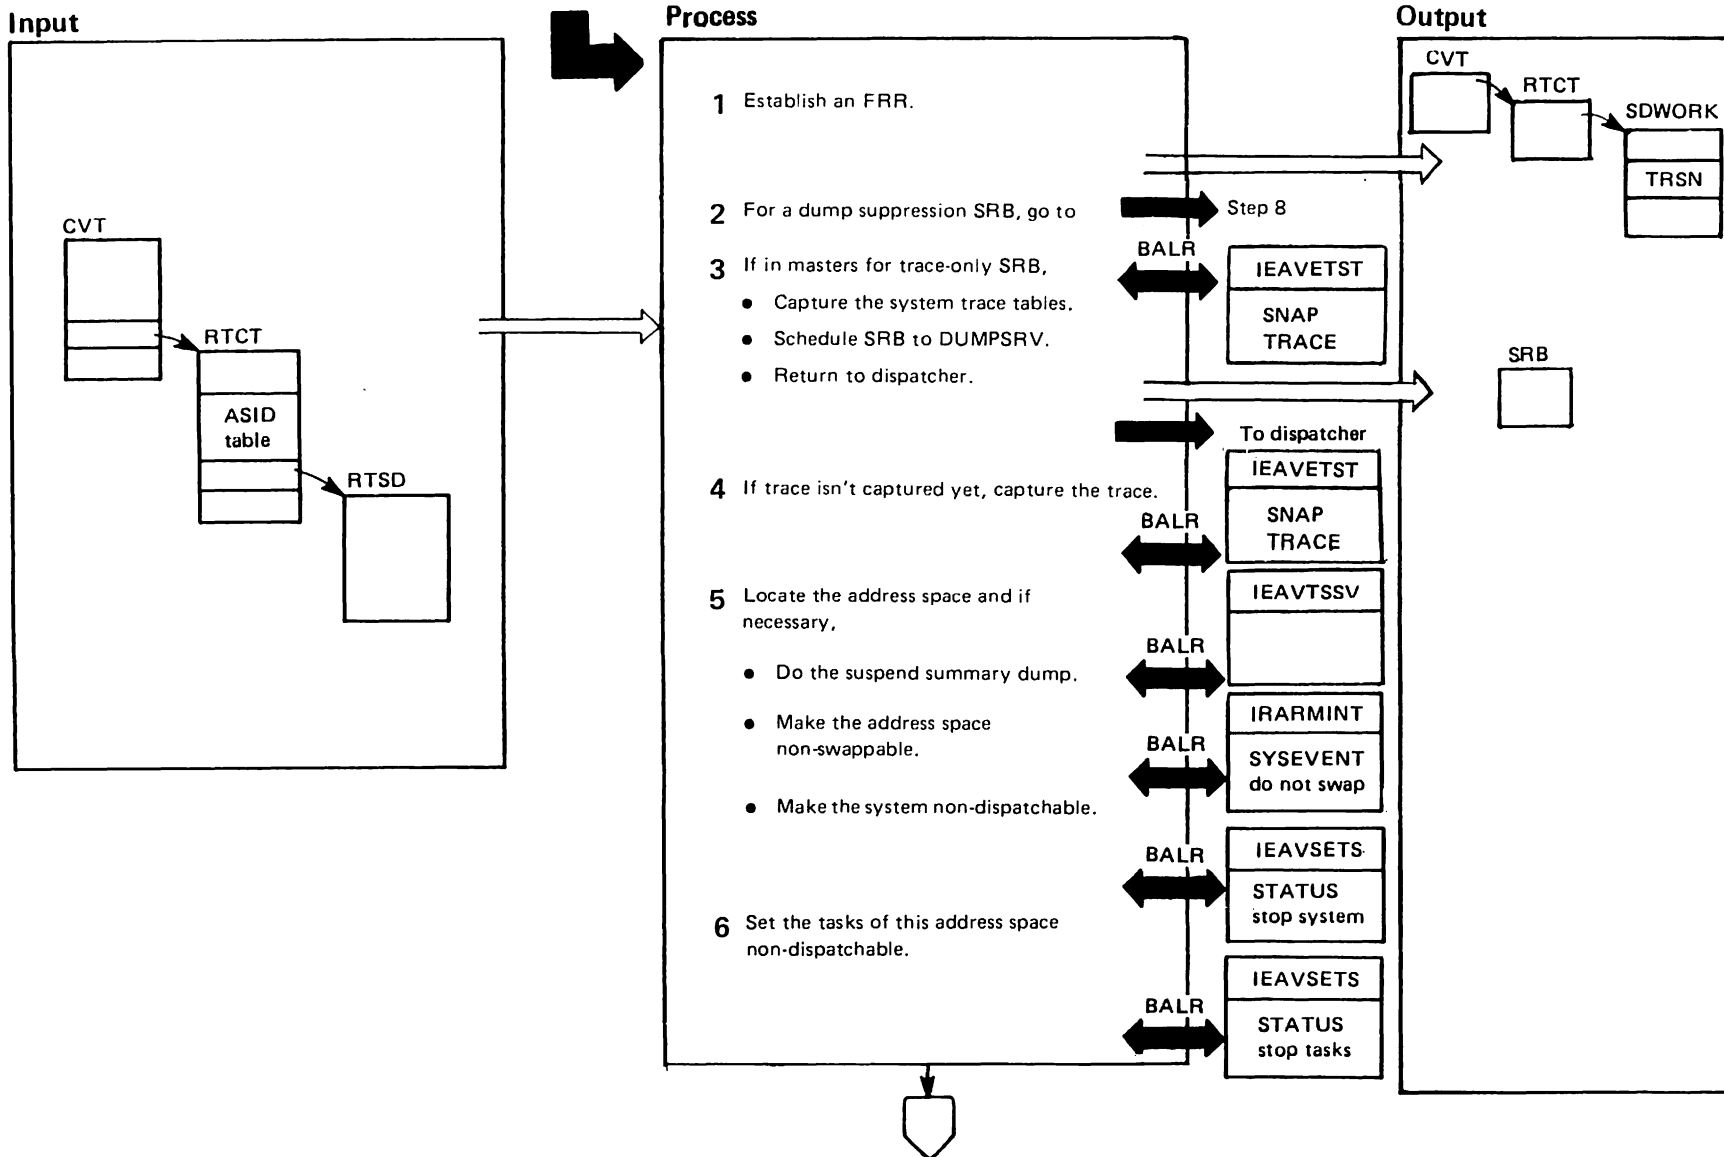 Input
CVT
RTCT
ASID
table
RTSD
Process
1 Establish an FRR.
2 For a dump suppression SRB, go to
Step 8
3 If in masters for trace-only SRB,
• Capture the system trace tables.
• Schedule SRB to DUMPSRV.
• Return to dispatcher.
BALR
IEAVETST
SNAP
TRACE
To dispatcher
4 If trace isn't captured yet, capture the trace.
BALR
IEAVETST
SNAP
TRACE
5 Locate the address space and if
necessary,
• Do the suspend summary dump.
BALR
IEAVTSSV
• Make the address space
non-swappable.
BALR
IRARMINT
SYSEVENT
do not swap
• Make the system non-dispatchable.
BALR
IEAVSETS
STATUS
stop system
6 Set the tasks of this address space
non-dispatchable.
BALR
IEAVSETS
STATUS
stop tasks
Output
CVT
RTCT
SDWORK
TRSN
SRB